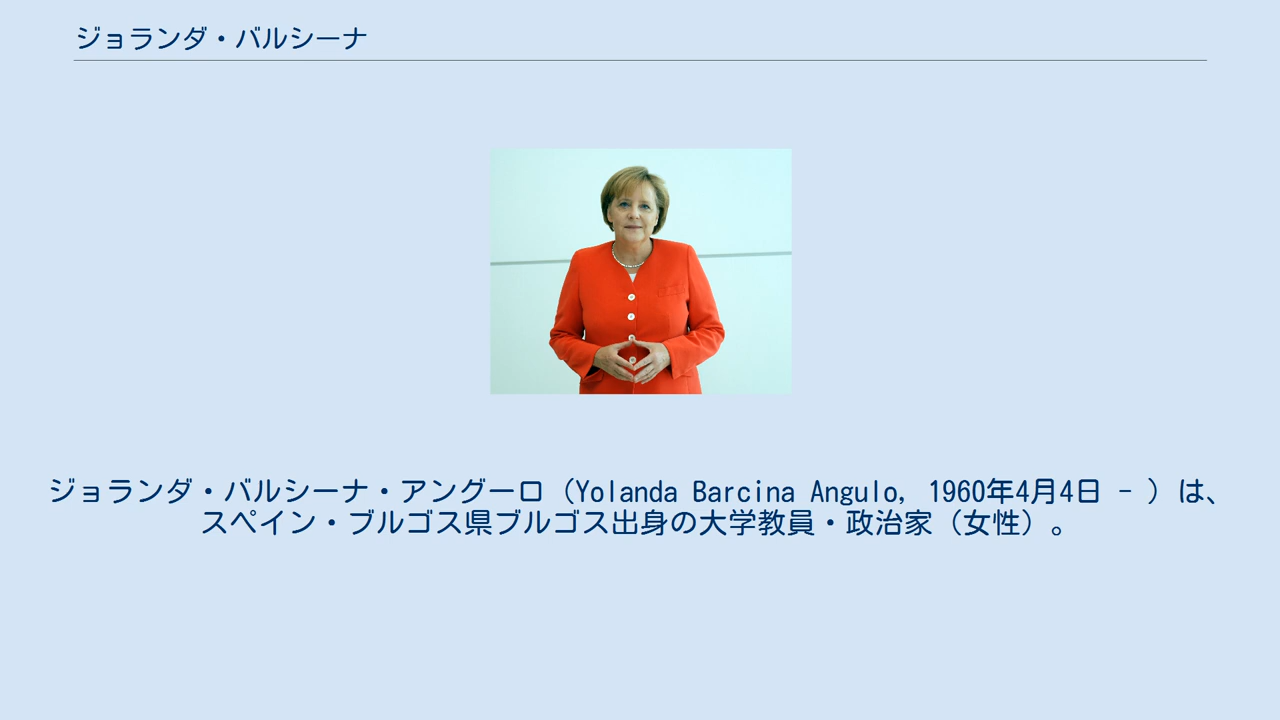 ジョランダ・バルシーナ
ジョランダ・バルシーナ・アングーロ（Yolanda Barcina Angulo, 1960年4月4日 - ）は、
スペイン・ブルゴス県ブルゴス出身の大学教員・政治家（女性）。